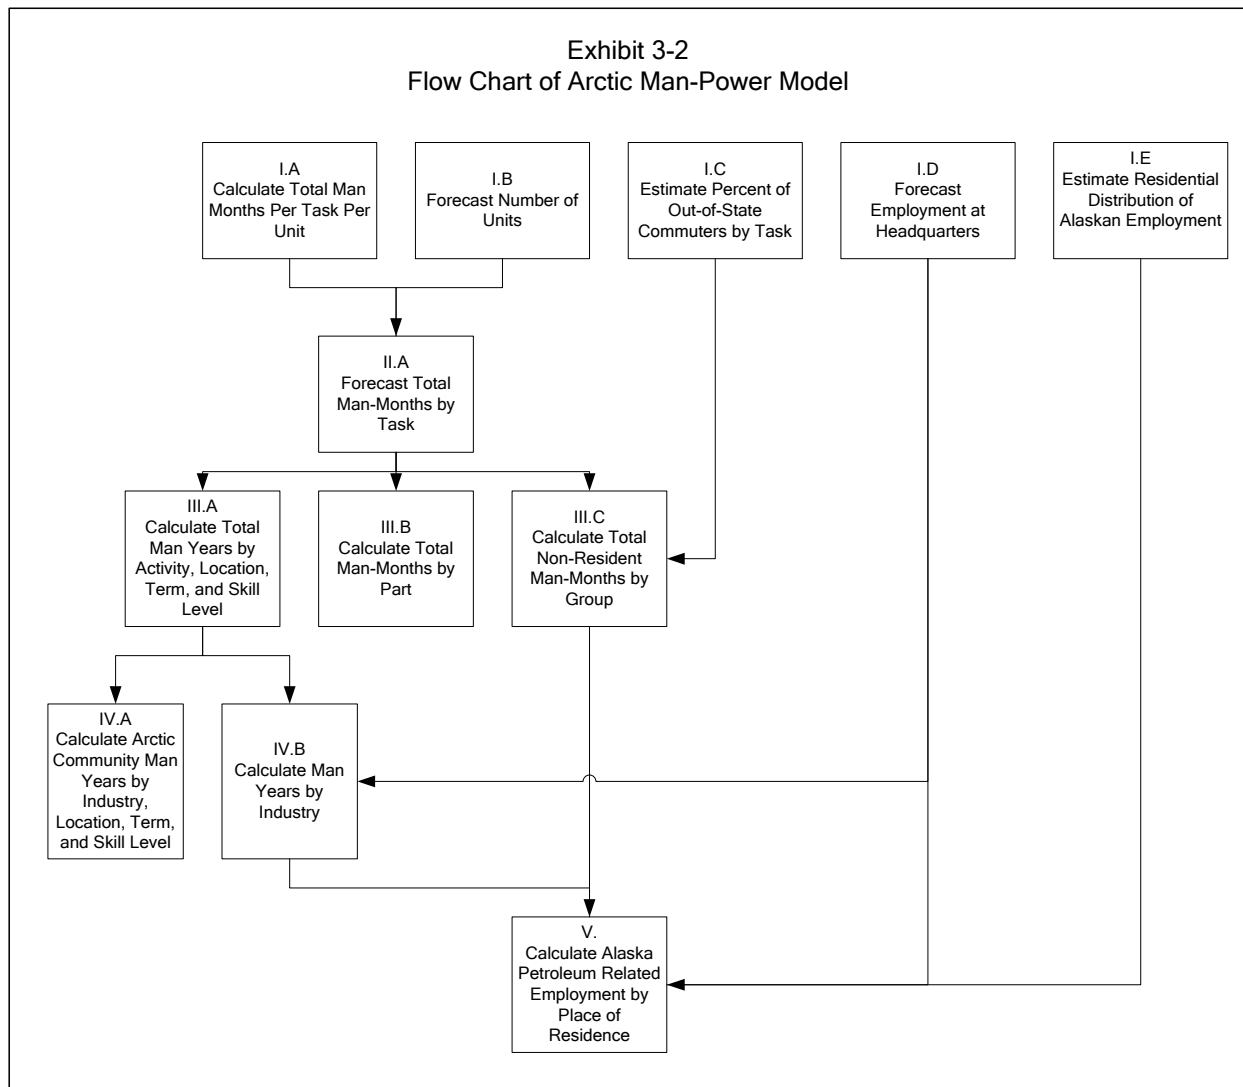 Exhibit 3-2
Flow Chart of Arctic Man-Power Model
I.A
Calculate Total Man
Months Per Task Per
Unit
I.B
Forecast Number of
Units
I.C
Estimate Percent of
Out-of-State
Commuters by Task
I.D
Forecast
Employment at
Headquarters
I.E
Estimate Residential
Distribution of
Alaskan Employment
II.A
Forecast Total
Man-Months by
Task
III.A
Calculate Total
Man Years by
Activity, Location,
Term, and Skill
Level
III.B
Calculate Total
Man-Months by
Part
III.C
Calculate Total
Non-Resident
Man-Months by
Group
IV.A
Calculate Arctic
Community Man
Years by
Industry,
Location, Term,
and Skill Level
IV.B
Calculate Man
Years by
Industry
V.
Calculate Alaska
Petroleum Related
Employment by
Place of
Residence